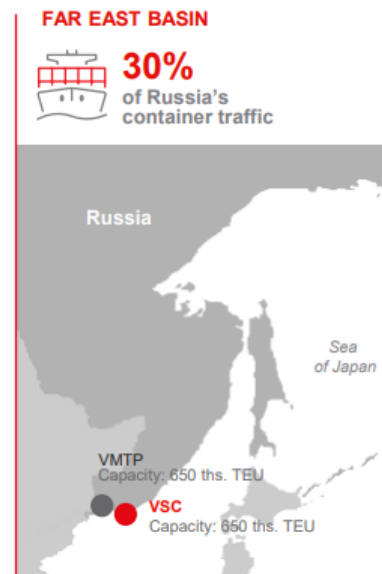 FAR EAST BASIN
30%
of Russia's
container traffic
Russia
Sea
of Japan
VMTP
Capacity: 650 ths. TEU
VSC
Capacity: 650 ths. TEU